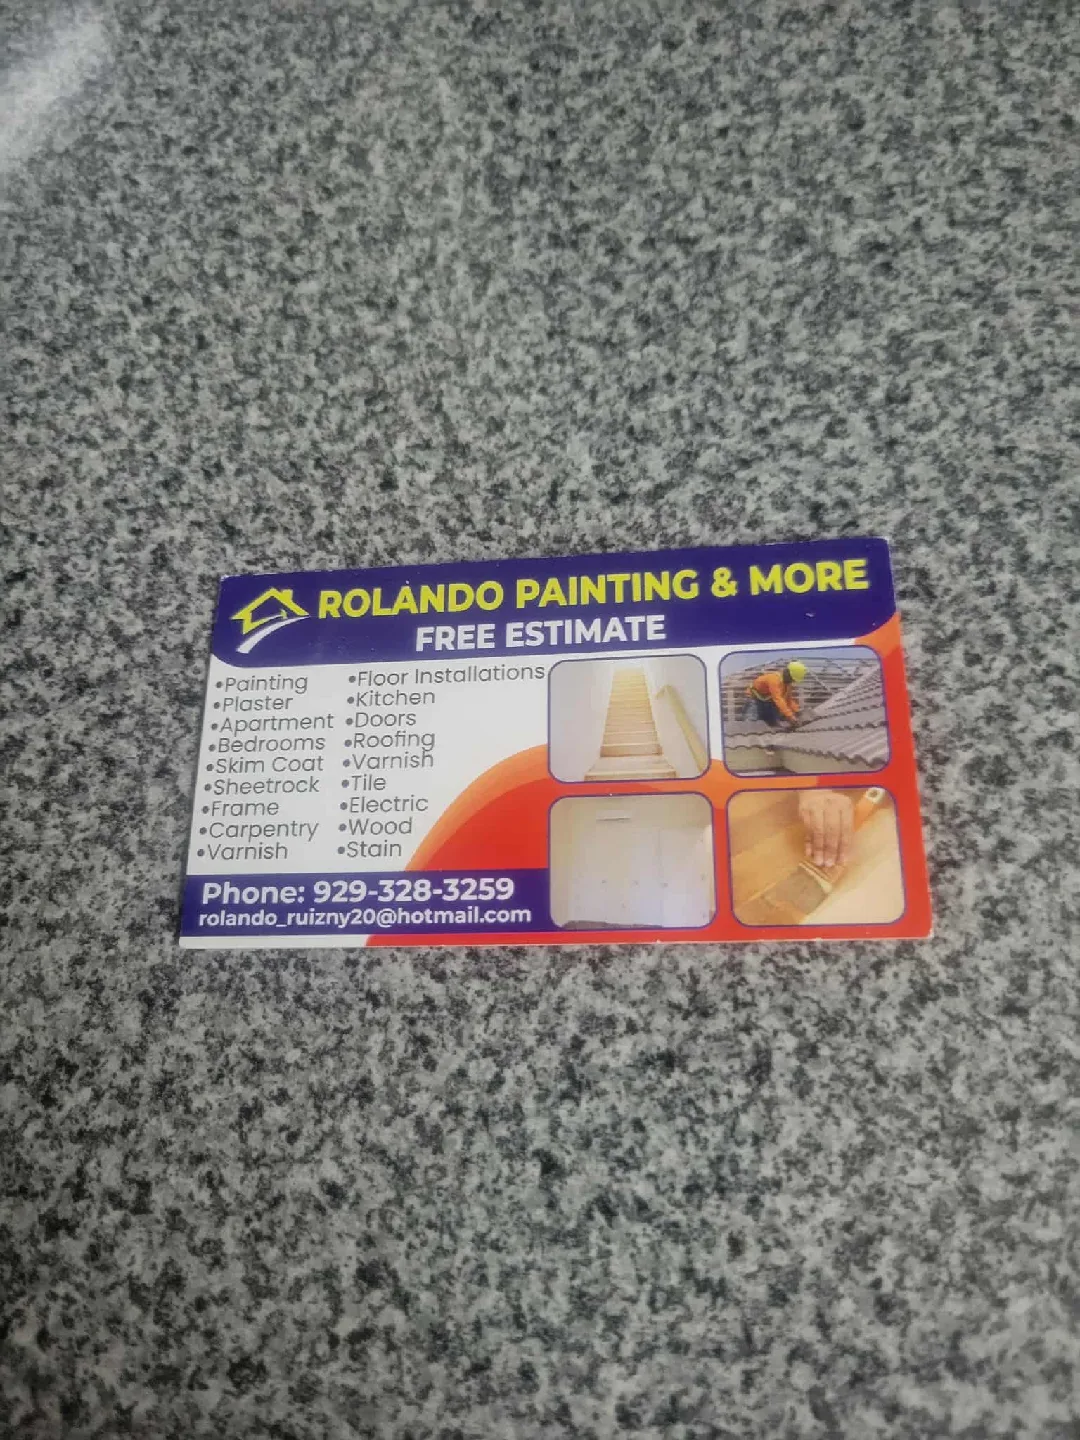 ROLANDO PAINTING & MORE
FREE ESTIMATE
•Painting
•Plaster
•Apartment
•Bedrooms
•Skim Coat
•Sheetrock
•Frame
•Carpentry
•Varnish
•Floor Installations
•Kitchen
•Doors
•Roofing
•Varnish
•Tile
•Electric
•Wood
•Stain
Phone: 929-328-3259
rolando_ruizny20@hotmail.com